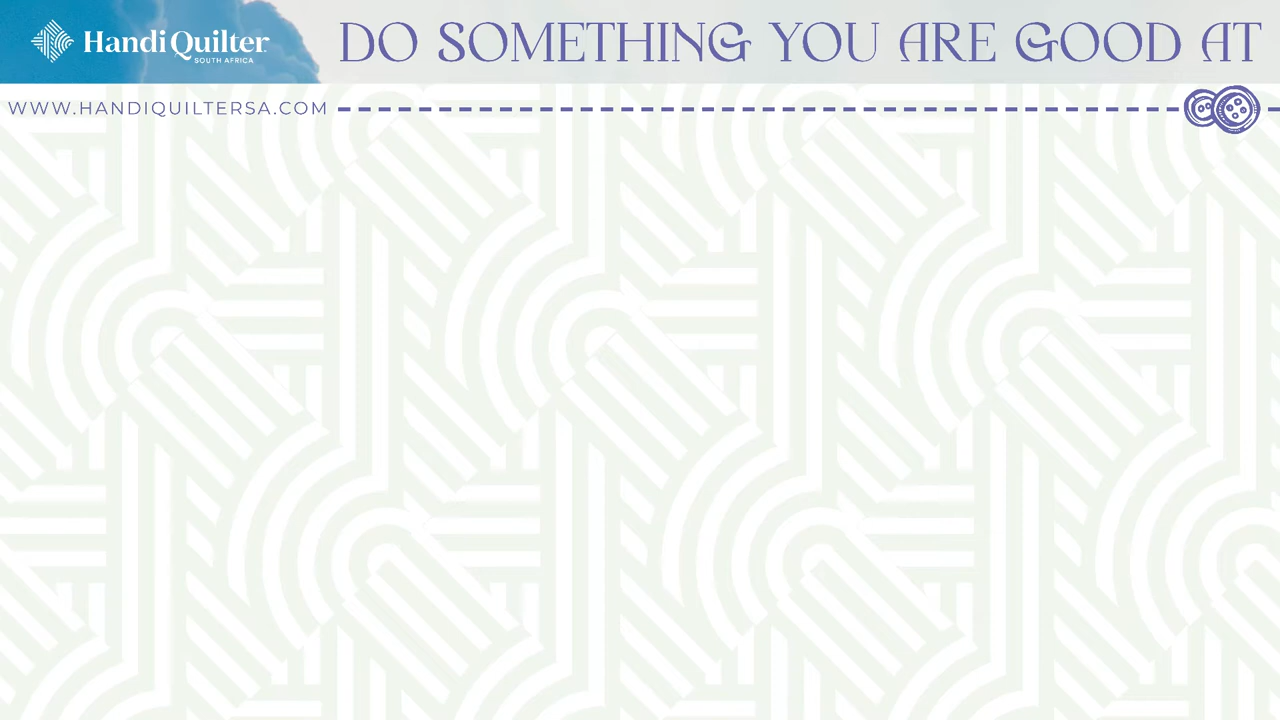 Handi Quilter
SOUTH AFRICA
DO SOMETHING YOU ARE GOOD AT
WWW.HANDIQUILTERSA.COM